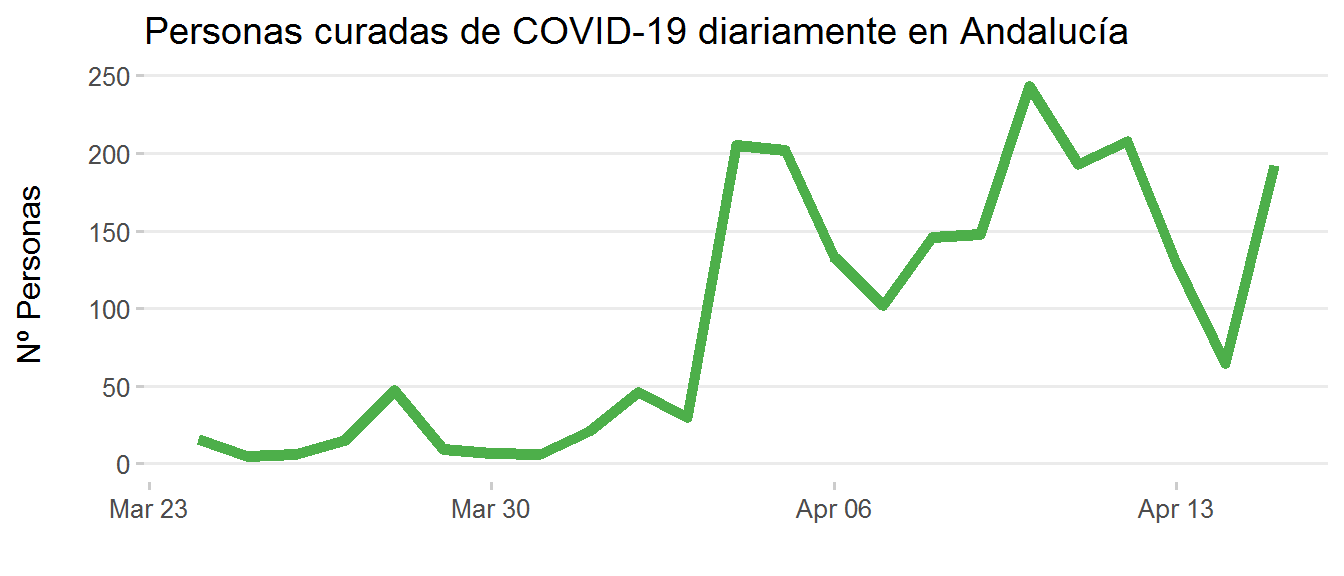 Personas curadas de COVID-19 diariamente en Andalucía
Nº Personas
250
200
150
100
50
0
Mar 23 Mar 30 Apr 06 Apr 13